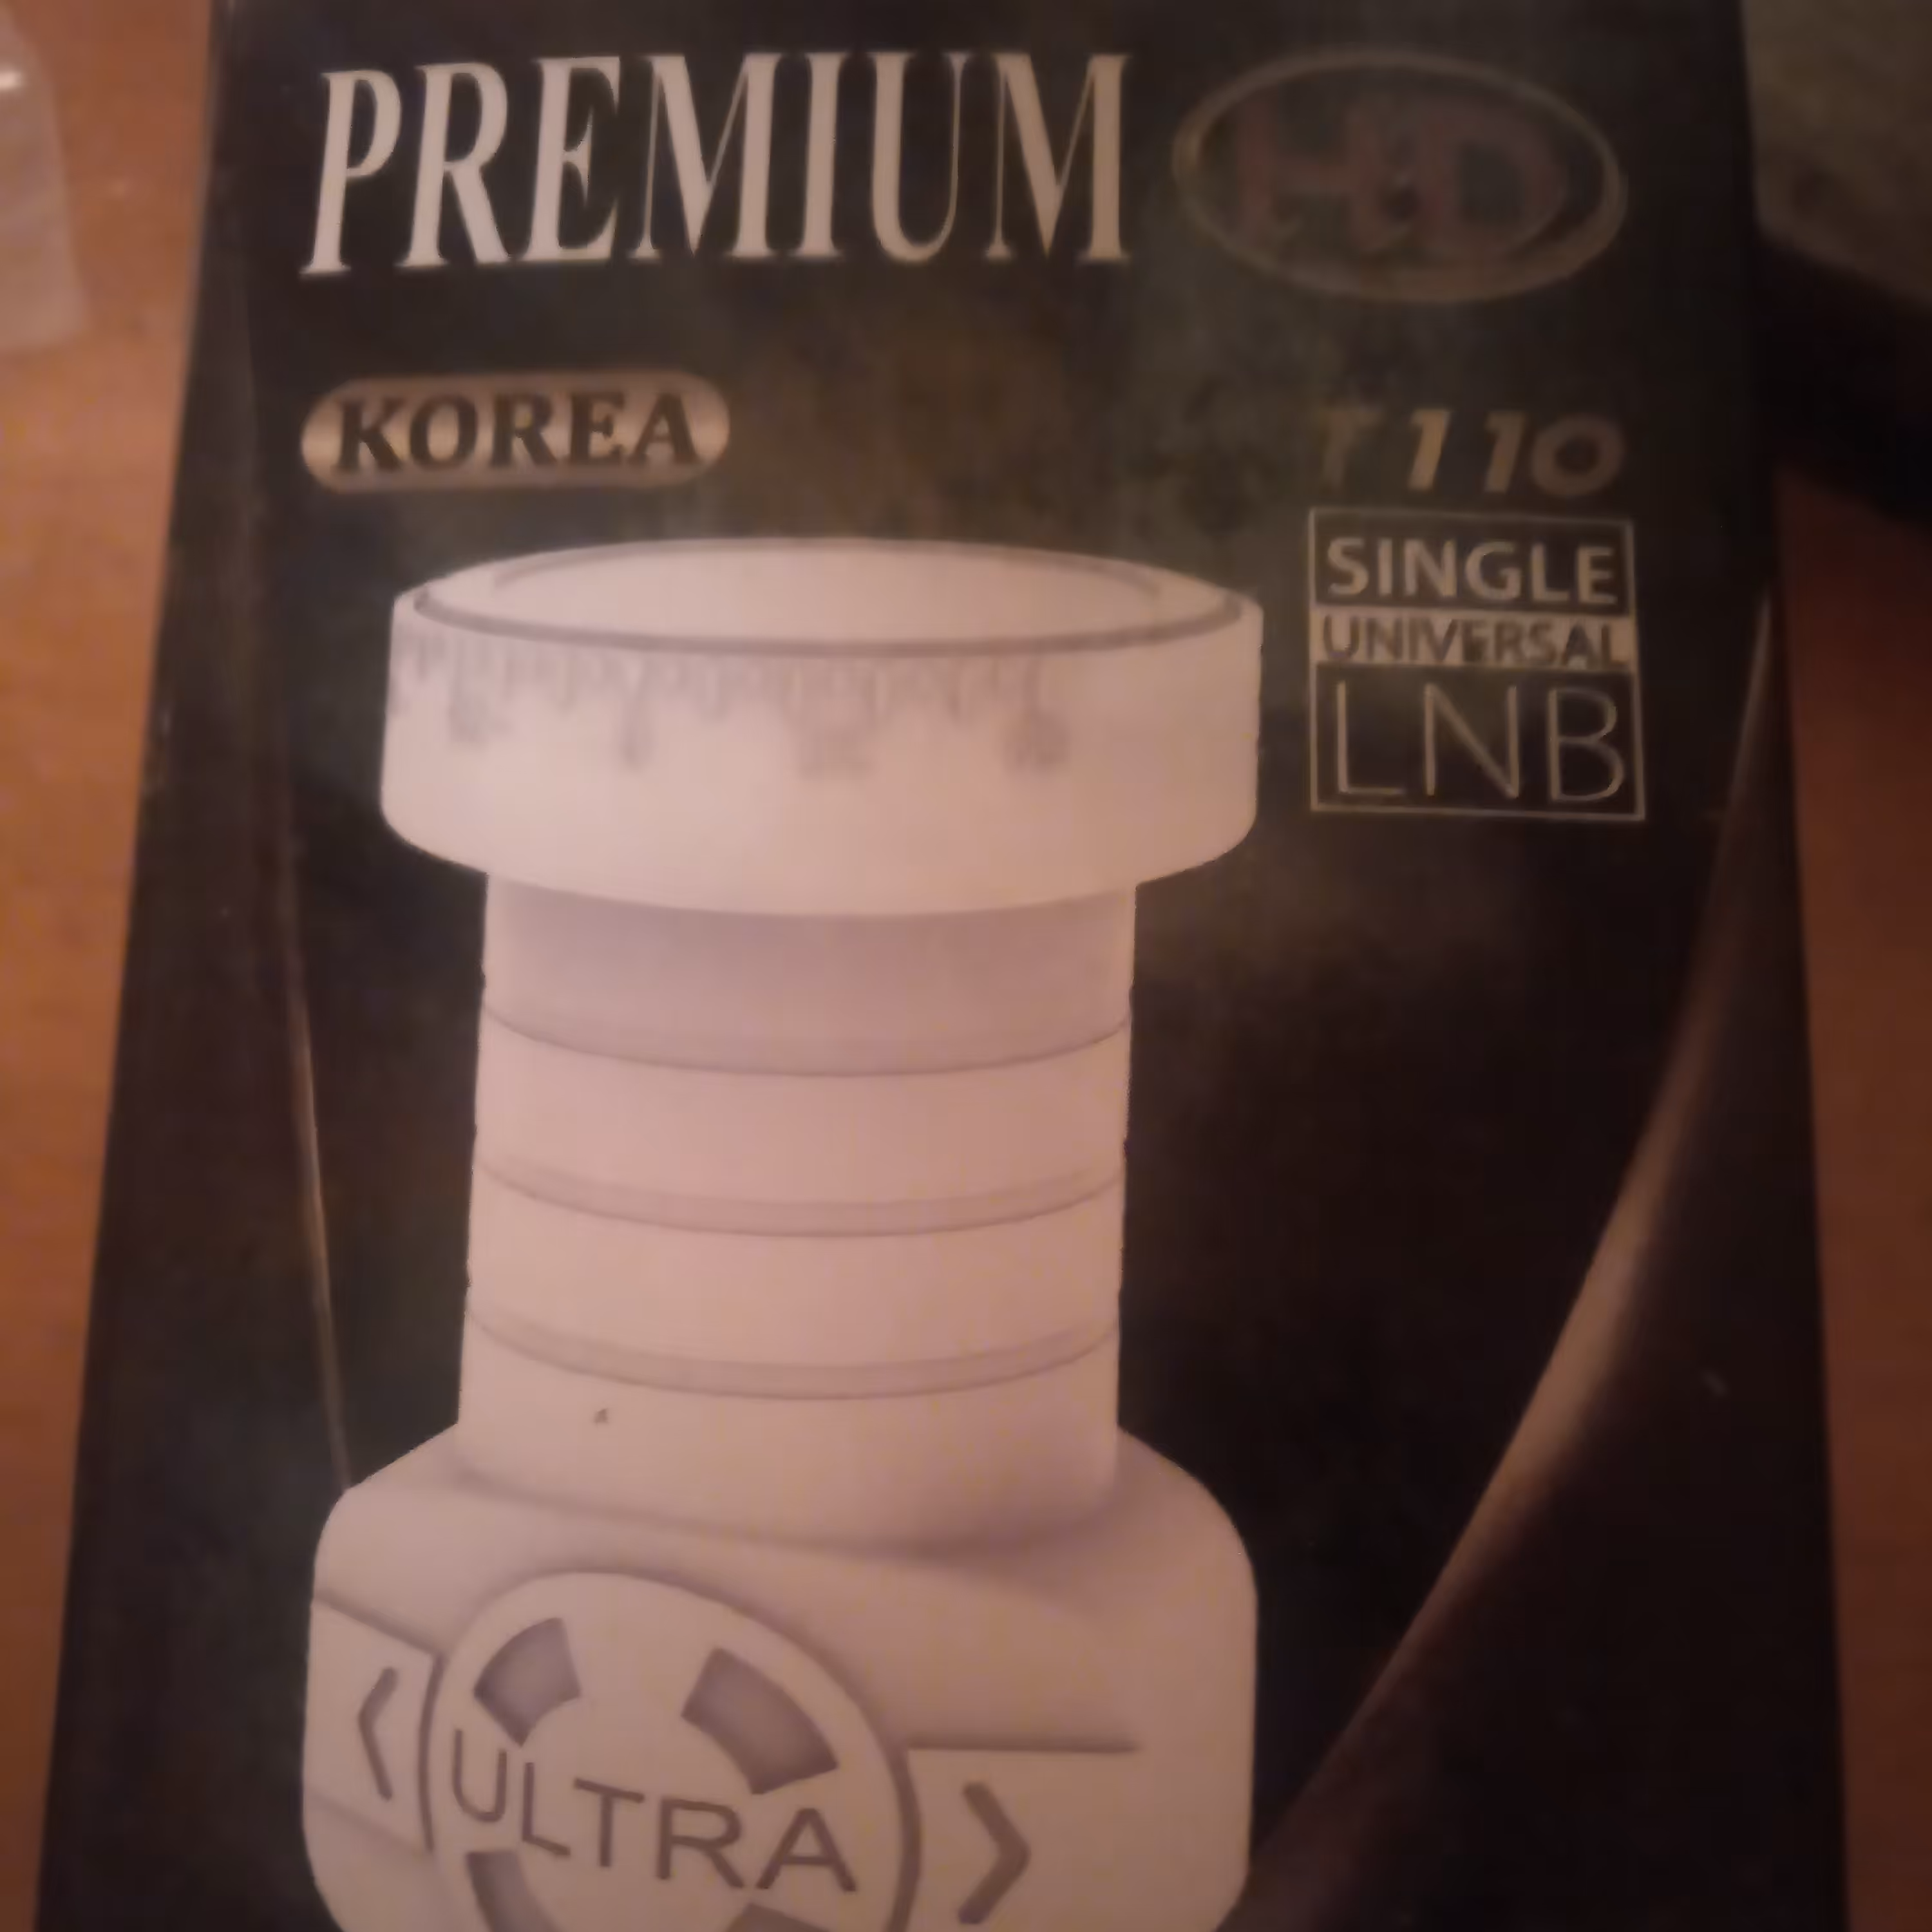 PREMIUM HD
KOREA
T110
SINGLE
UNIVERSAL
LNB
ULTRA